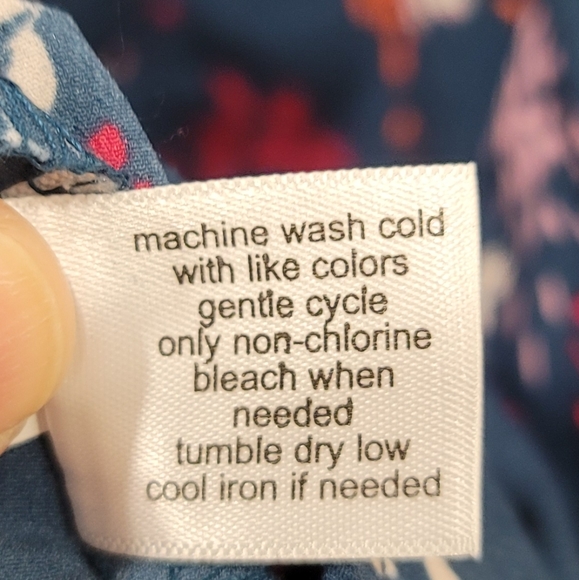 machine wash cold
with like colors
gentle cycle
only non-chlorine
bleach when
needed
tumble dry low
cool iron if needed